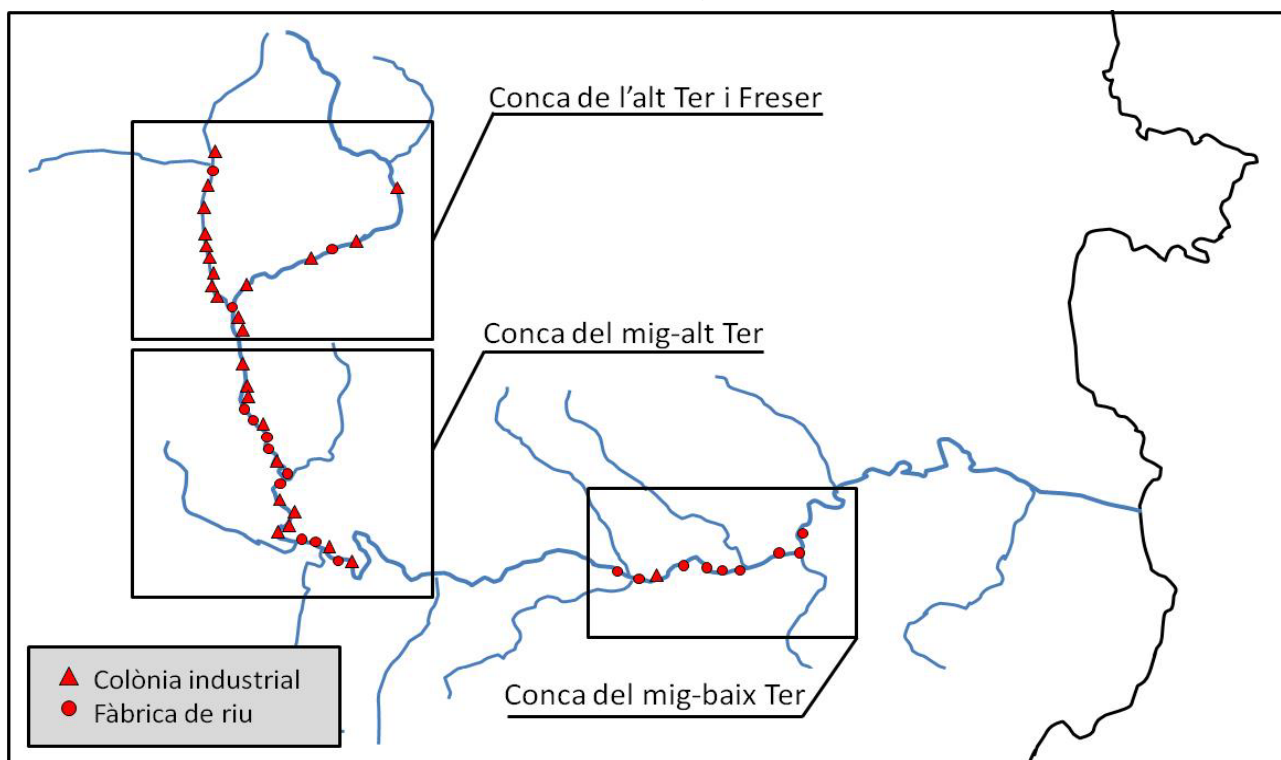 Conca de l'alt Ter i Freser
Conca del mig-alt Ter
Conca del mig-baix Ter
Colònia industrial
Fàbrica de riu